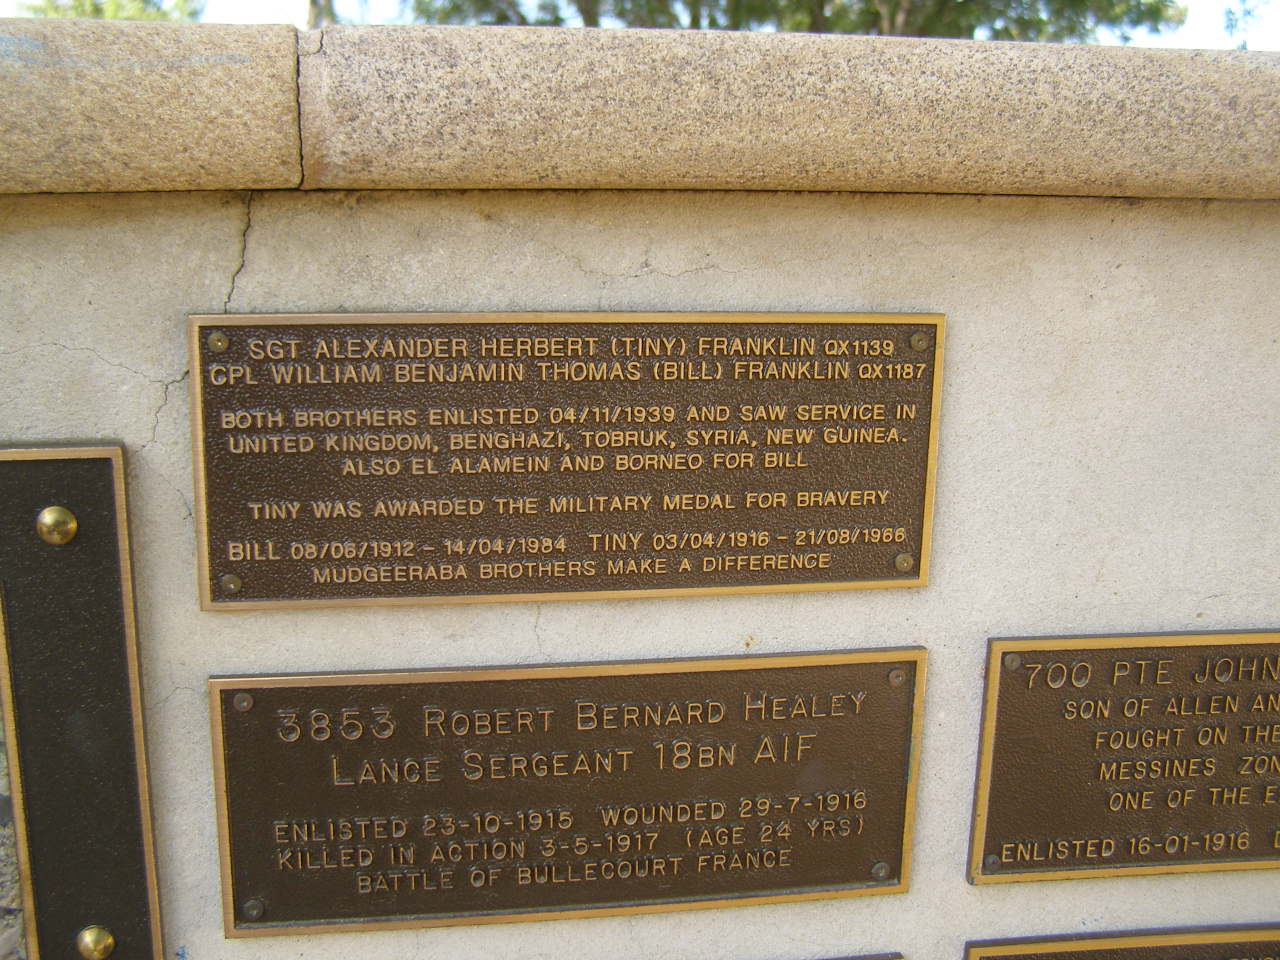 SGT ALEXANDER HERBERT (TINY) FRANKLIN QX1139
CPL WILLIAM BENJAMIN THOMAS (BILL) FRANKLIN QX1187
BOTH BROTHERS ENLISTED 04/11/1939 AND SAW SERVICE IN
UNITED KINGDOM, BENGHAZI, TOBRUK, SYRIA, NEW GUINEA.
ALSO EL ALAMEIN AND BORNEO FOR BILL
TINY WAS AWARDED THE MILITARY MEDAL FOR BRAVERY
BILL 08/06/1912 - 14/04/1984 TINY 03/04/1916 - 21/08/1966
MUDGEERABA BROTHERS MAKE A DIFFERENCE
3853 ROBERT BERNARD HEALEY
LANCE SERGEANT 18BN AIF
ENLISTED 23-10-1915 WOUNDED 29-7-1916
KILLED IN ACTION 3-5-1917 (AGE 24 YRS)
BATTLE OF BULLECOURT FRANCE
700 PTE JOHN
SON OF ALLEN AN
FOUGHT ON THE
MESSINES ZON
ONE OF THE E
ENLISTED 16-01-1916